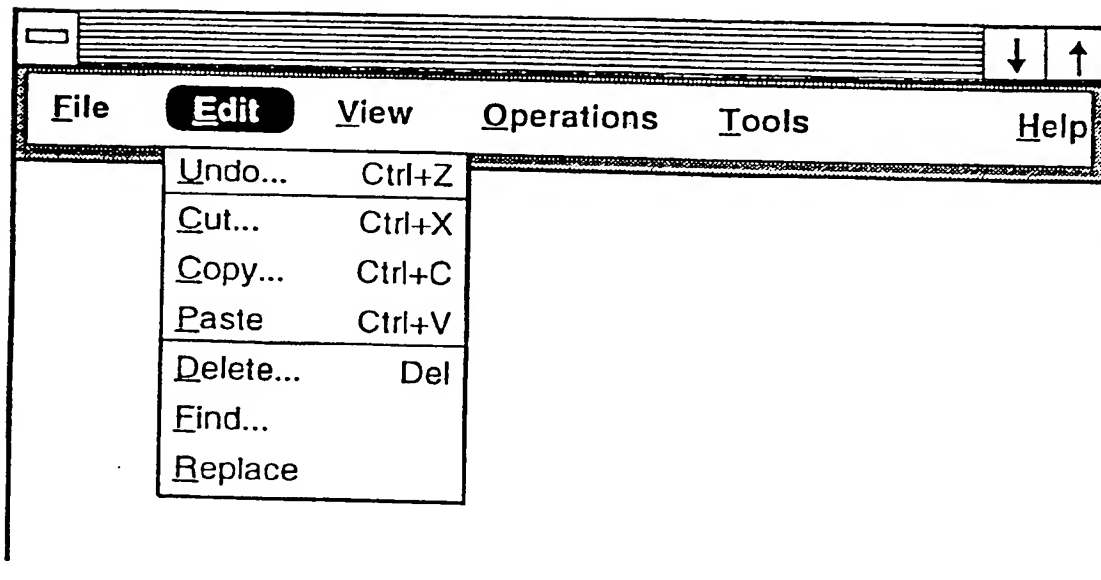 File Edit View Operations Tools Help
Undo... Ctrl+Z
Cut... Ctrl+X
Copy... Ctrl+C
Paste Ctrl+V
Delete... Del
Find...
Replace